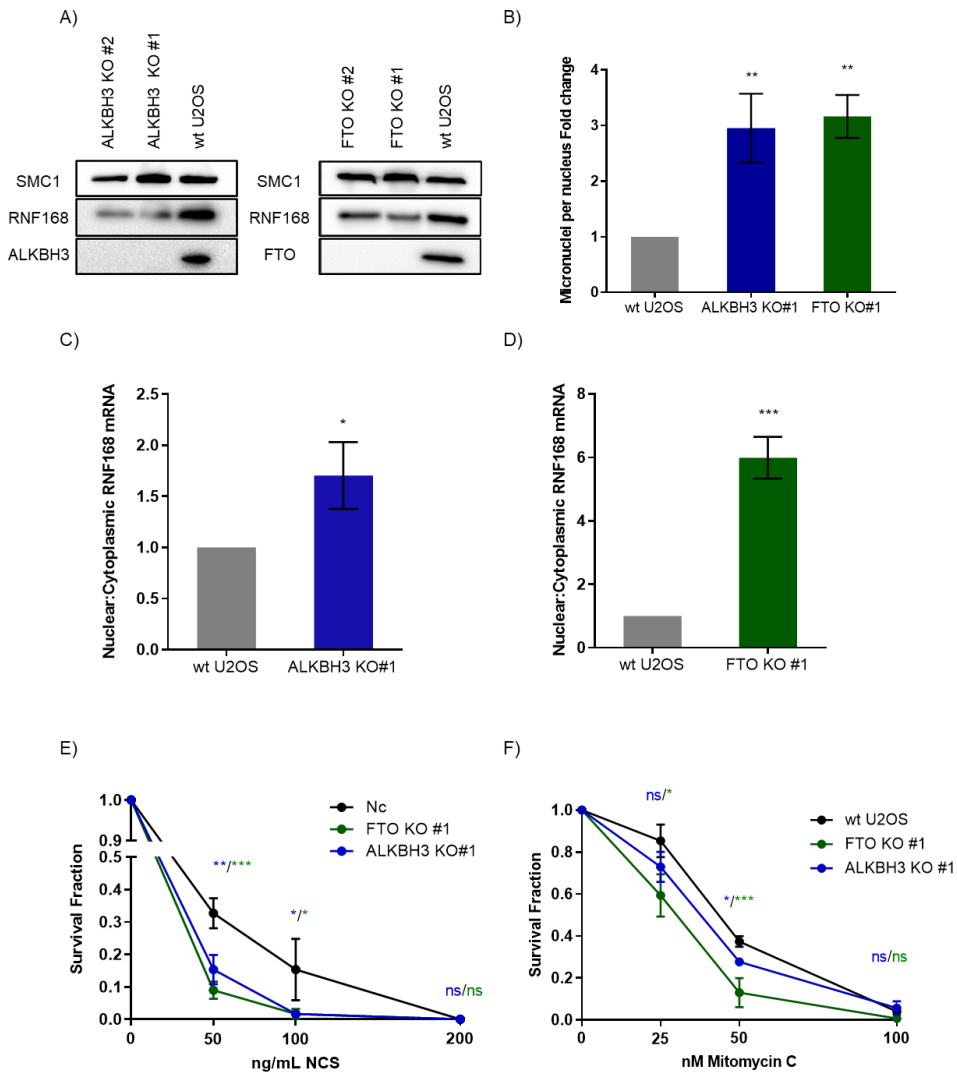 A)
ALKBH3 KO #2
ALKBH3 KO #1
wt U2OS
SMC1
RNF168
ALKBH3
FTO KO #2
FTO KO #1
wt U2OS
SMC1
RNF168
FTO
B)
Micronuclei per nucleus Fold change
4
3
2
1
0
**
**
wt U2OS
ALKBH3 KO#1
FTO KO#1
C)
Nuclear:Cytoplasmic RNF168 mRNA
2.5
2.0
1.5
1.0
0.5
0.0
*
wt U2OS
ALKBH3 KO#1
D)
Nuclear:Cytoplasmic RNF168 mRNA
8
6
4
2
0
***
wt U2OS
FTO KO #1
E)
Survival Fraction
1.0
0.9
0.5
0.4
0.3
0.2
0.1
0.0
**/***
*/*
ns/ns
Nc
FTO KO #1
ALKBH3 KO#1
0
50
100
200
ng/mL NCS
F)
Survival Fraction
1.0
0.8
0.6
0.4
0.2
0.0
ns/*
*/***
ns/ns
wt U2OS
FTO KO #1
ALKBH3 KO #1
0
25
50
100
nM Mitomycin C